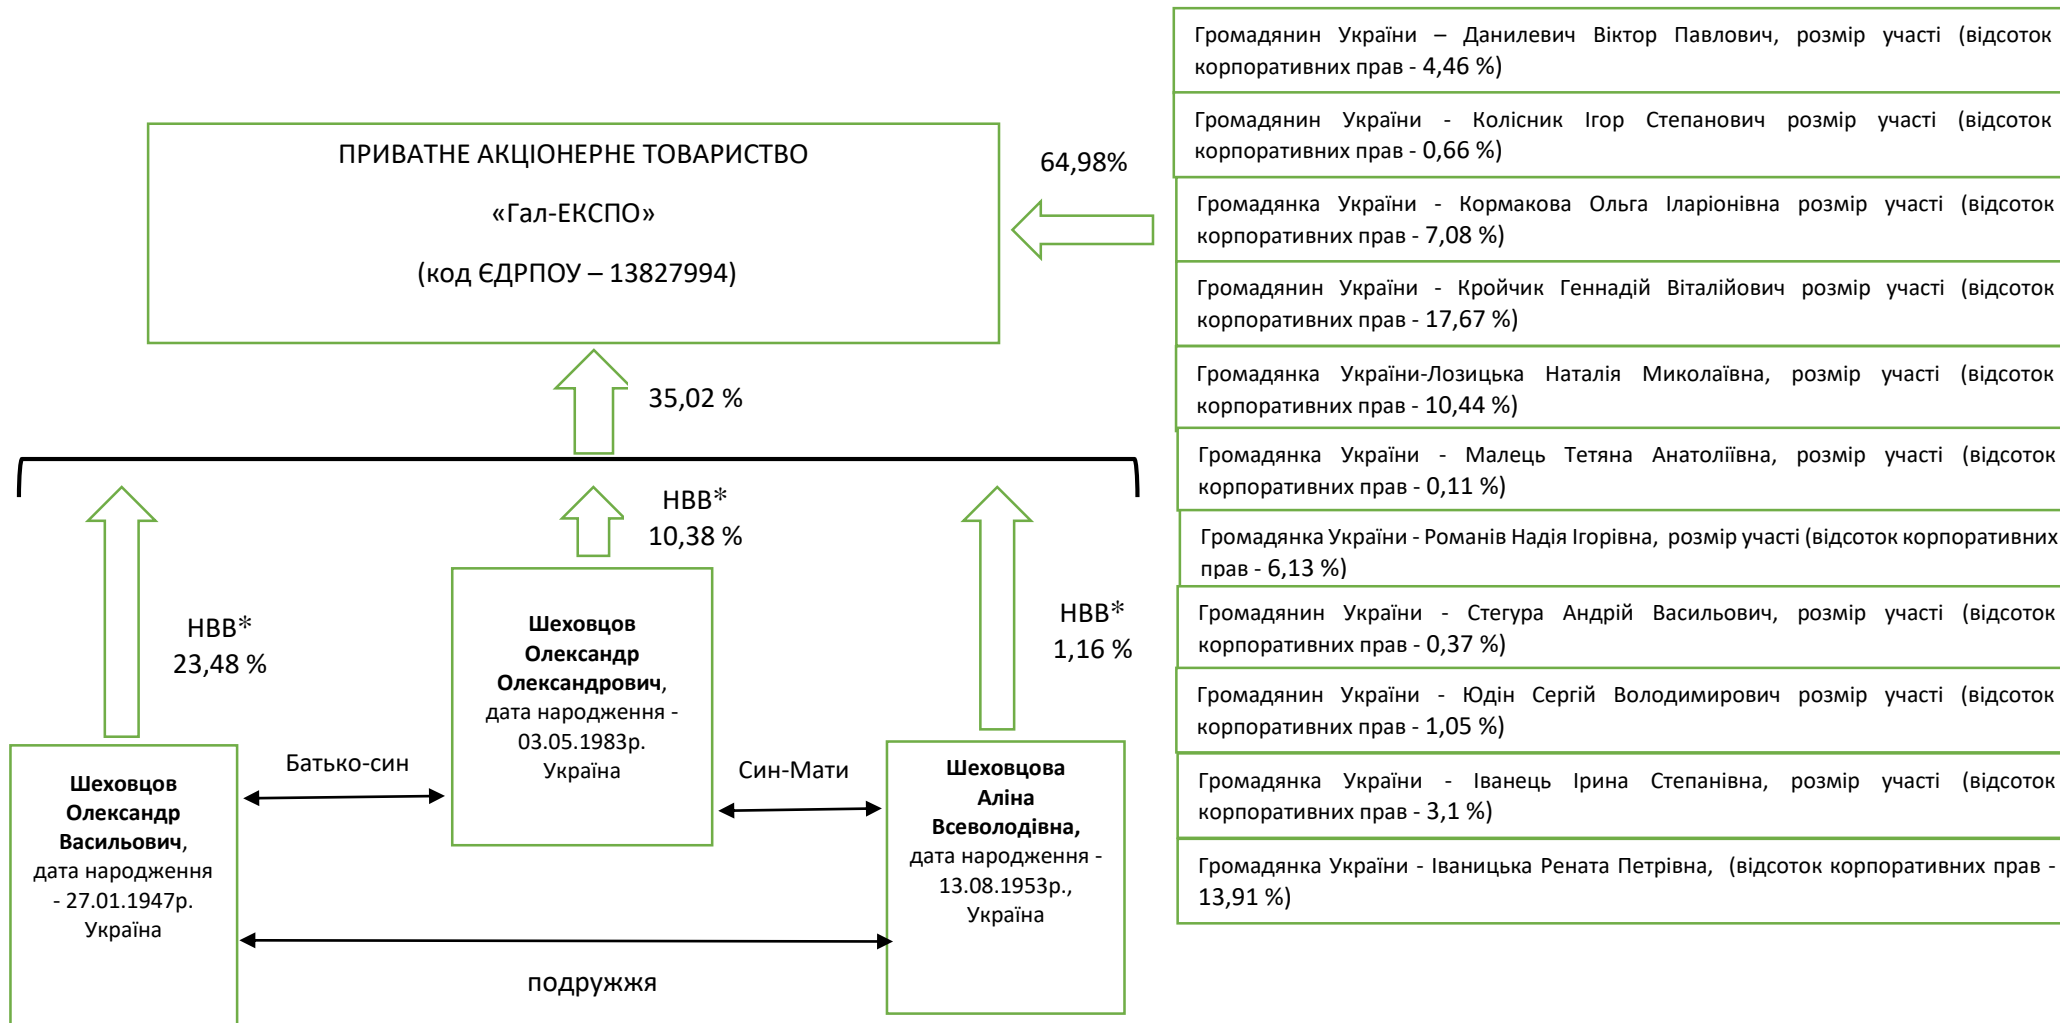 ПРИВАТНЕ АКЦІОНЕРНЕ ТОВАРИСТВО
«Гал-ЕКСПО»
(код ЄДРПОУ – 13827994)
64,98%
35,02 %
НВВ*
23,48 %
НВВ*
10,38 %
НВВ*
1,16 %
Шеховцов
Олександр
Васильович,
дата народження
- 27.01.1947р.
Україна
Батько-син
Шеховцов
Олександр
Олександрович,
дата народження -
03.05.1983р.
Україна
Син-Мати
Шеховцова
Аліна
Всеволодівна,
дата народження -
13.08.1953р.,
Україна
подружжя
Громадянин України – Данилевич Віктор Павлович, розмір участі (відсоток
корпоративних прав - 4,46 %)
Громадянин України - Колісник Ігор Степанович розмір участі (відсоток
корпоративних прав - 0,66 %)
Громадянка України - Кормакова Ольга Іларіонівна розмір участі (відсоток
корпоративних прав - 7,08 %)
Громадянин України - Кройчик Геннадій Віталійович розмір участі (відсоток
корпоративних прав - 17,67 %)
Громадянка України-Лозицька Наталія Миколаївна, розмір участі (відсоток
корпоративних прав - 10,44 %)
Громадянка України - Малець Тетяна Анатоліївна, розмір участі (відсоток
корпоративних прав - 0,11 %)
Громадянка України - Романів Надія Ігорівна, розмір участі (відсоток корпоративних
прав - 6,13 %)
Громадянин України - Стегура Андрій Васильович, розмір участі (відсоток
корпоративних прав - 0,37 %)
Громадянин України - Юдін Сергій Володимирович розмір участі (відсоток
корпоративних прав - 1,05 %)
Громадянка України - Іванець Ірина Степанівна, розмір участі (відсоток
корпоративних прав - 3,1 %)
Громадянка України - Іваницька Рената Петрівна, (відсоток корпоративних прав -
13,91 %)